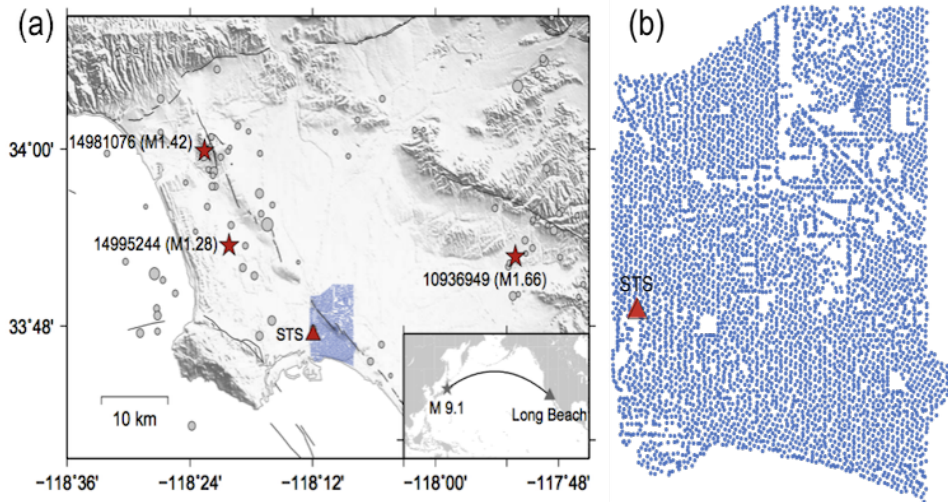 (a)
(b)
14981076 (M1.42)
34°00'
14995244 (M1.28)
10936949 (M1.66)
STS
STS
33°48'
M 9.1
Long Beach
10 km
−118°36' −118°24' −118°12' −118°00' −117°48'